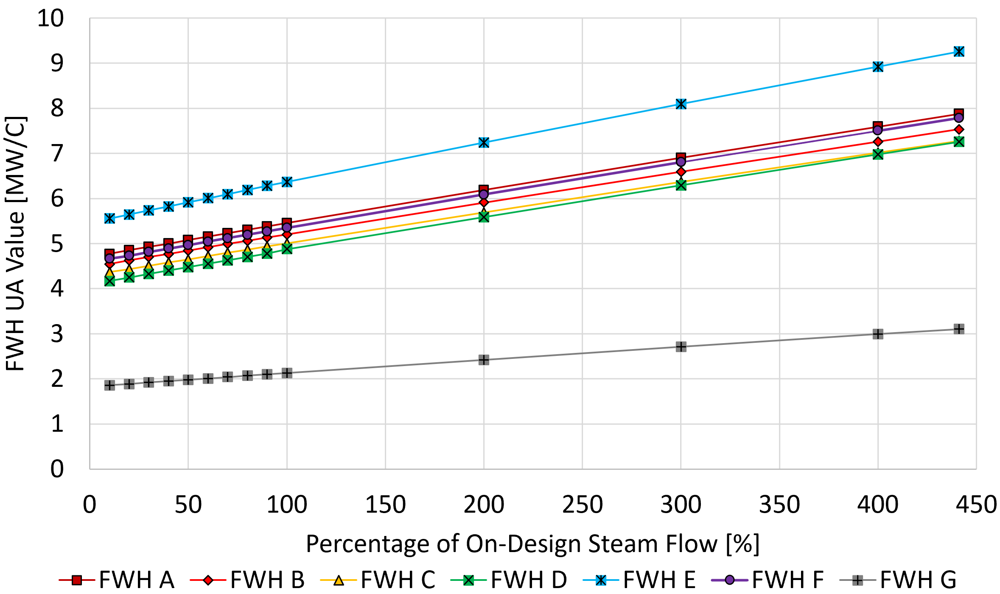 FWH UA Value [MW/C]
10
9
8
7
6
5
4
3
2
1
0
0 50 100 150 200 250 300 350 400 450
Percentage of On-Design Steam Flow [%]
FWH A FWH B FWH C FWH D FWH E FWH F FWH G